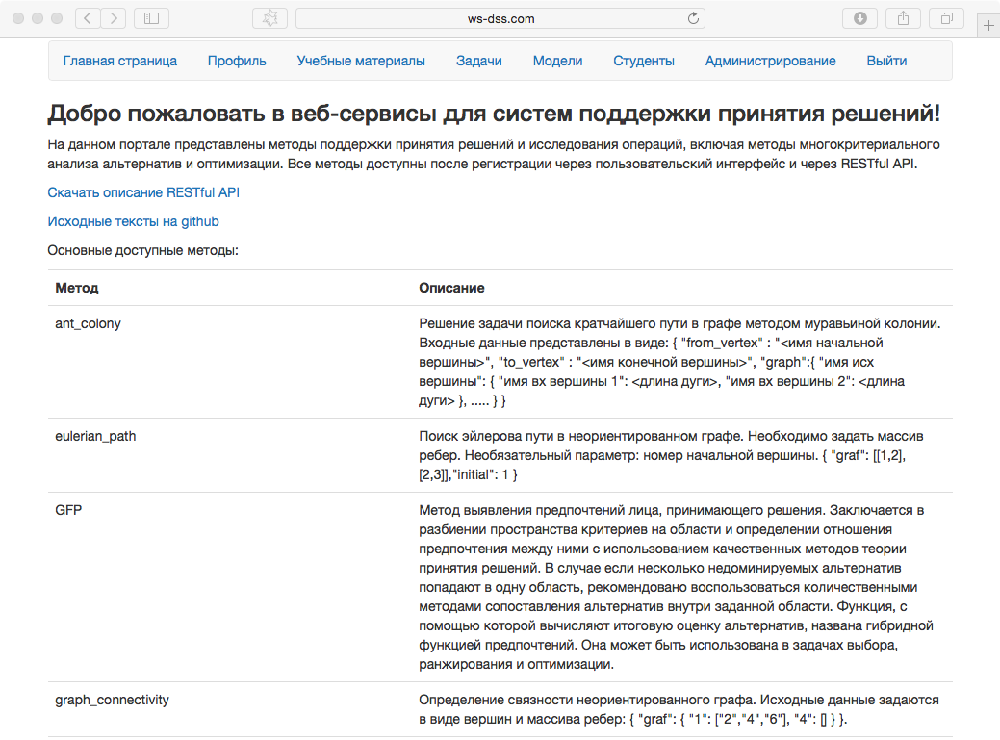 ws-dss.com
Главная страница Профиль Учебные материалы Задачи Модели Студенты Администрирование Выйти
Добро пожаловать в веб-сервисы для систем поддержки принятия решений!
На данном портале представлены методы поддержки принятия решений и исследования операций, включая методы многокритериального
анализа альтернатив и оптимизации. Все методы доступны после регистрации через пользовательский интерфейс и через RESTful API.
Скачать описание RESTful API
Исходные тексты на github
Основные доступные методы:
Метод Описание
ant_colony Решение задачи поиска кратчайшего пути в графе методом муравьиной колонии.
Входные данные представлены в виде: { "from_vertex" : "<имя начальной
вершины>", "to_vertex" : "<имя конечной вершины>", "graph":{ "имя исх
вершины": { "имя вх вершины 1": <длина дуги>, "имя вх вершины 2": <длина
дуги> }, ..... } }
eulerian_path Поиск эйлерова пути в неориентированном графе. Необходимо задать массив
ребер. Необязательный параметр: номер начальной вершины. { "graf": [[1,2],
[2,3]],"initial": 1 }
GFP Метод выявления предпочтений лица, принимающего решения. Заключается в
разбиении пространства критериев на области и определении отношения
предпочтения между ними с использованием качественных методов теории
принятия решений. В случае если несколько недоминируемых альтернатив
попадают в одну область, рекомендовано воспользоваться количественными
методами сопоставления альтернатив внутри заданной области. Функция, с
помощью которой вычисляют итоговую оценку альтернатив, названа гибридной
функцией предпочтений. Она может быть использована в задачах выбора,
ранжирования и оптимизации.
graph_connectivity Определение связности неориентированного графа. Исходные данные задаются
в виде вершин и массива ребер: { "graf": { "1": ["2","4","6"], "4": [] } }.